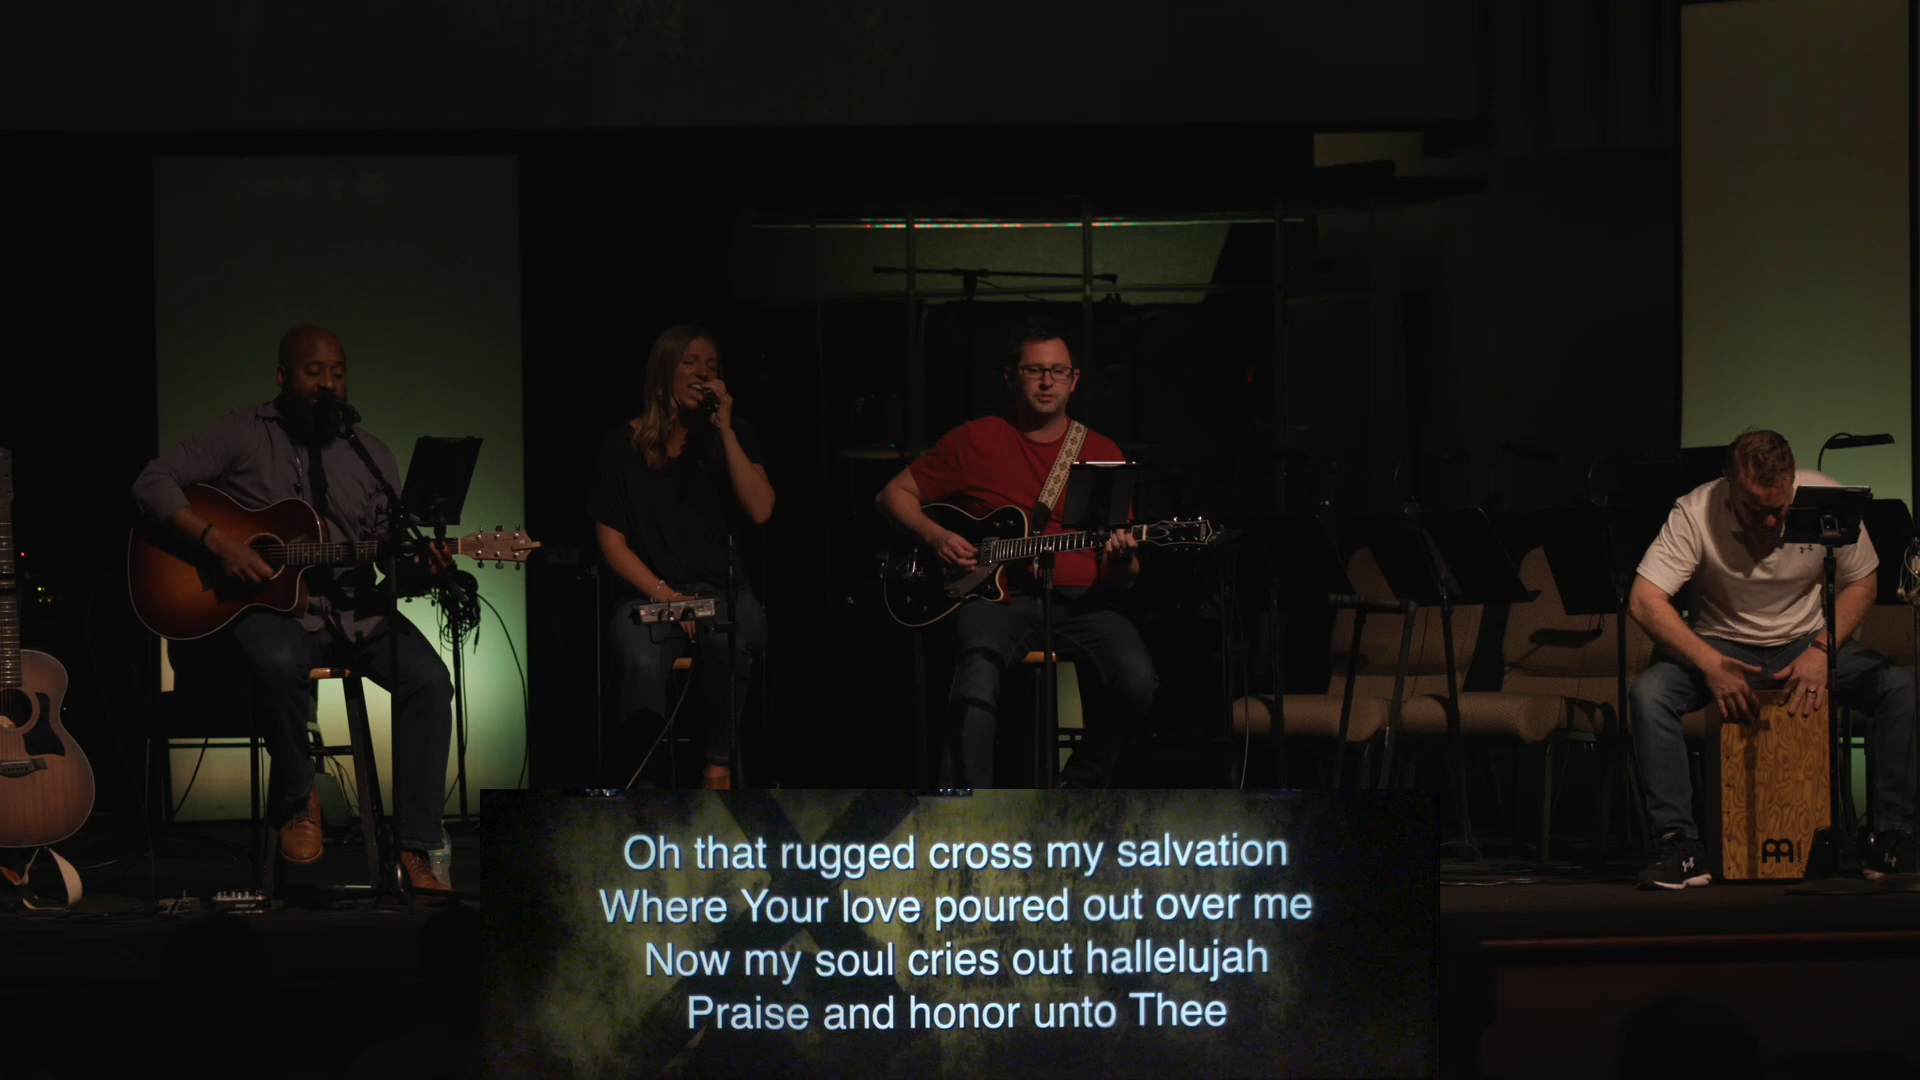 Oh that rugged cross my salvation
Where Your love poured out over me
Now my soul cries out hallelujah
Praise and honor unto Thee